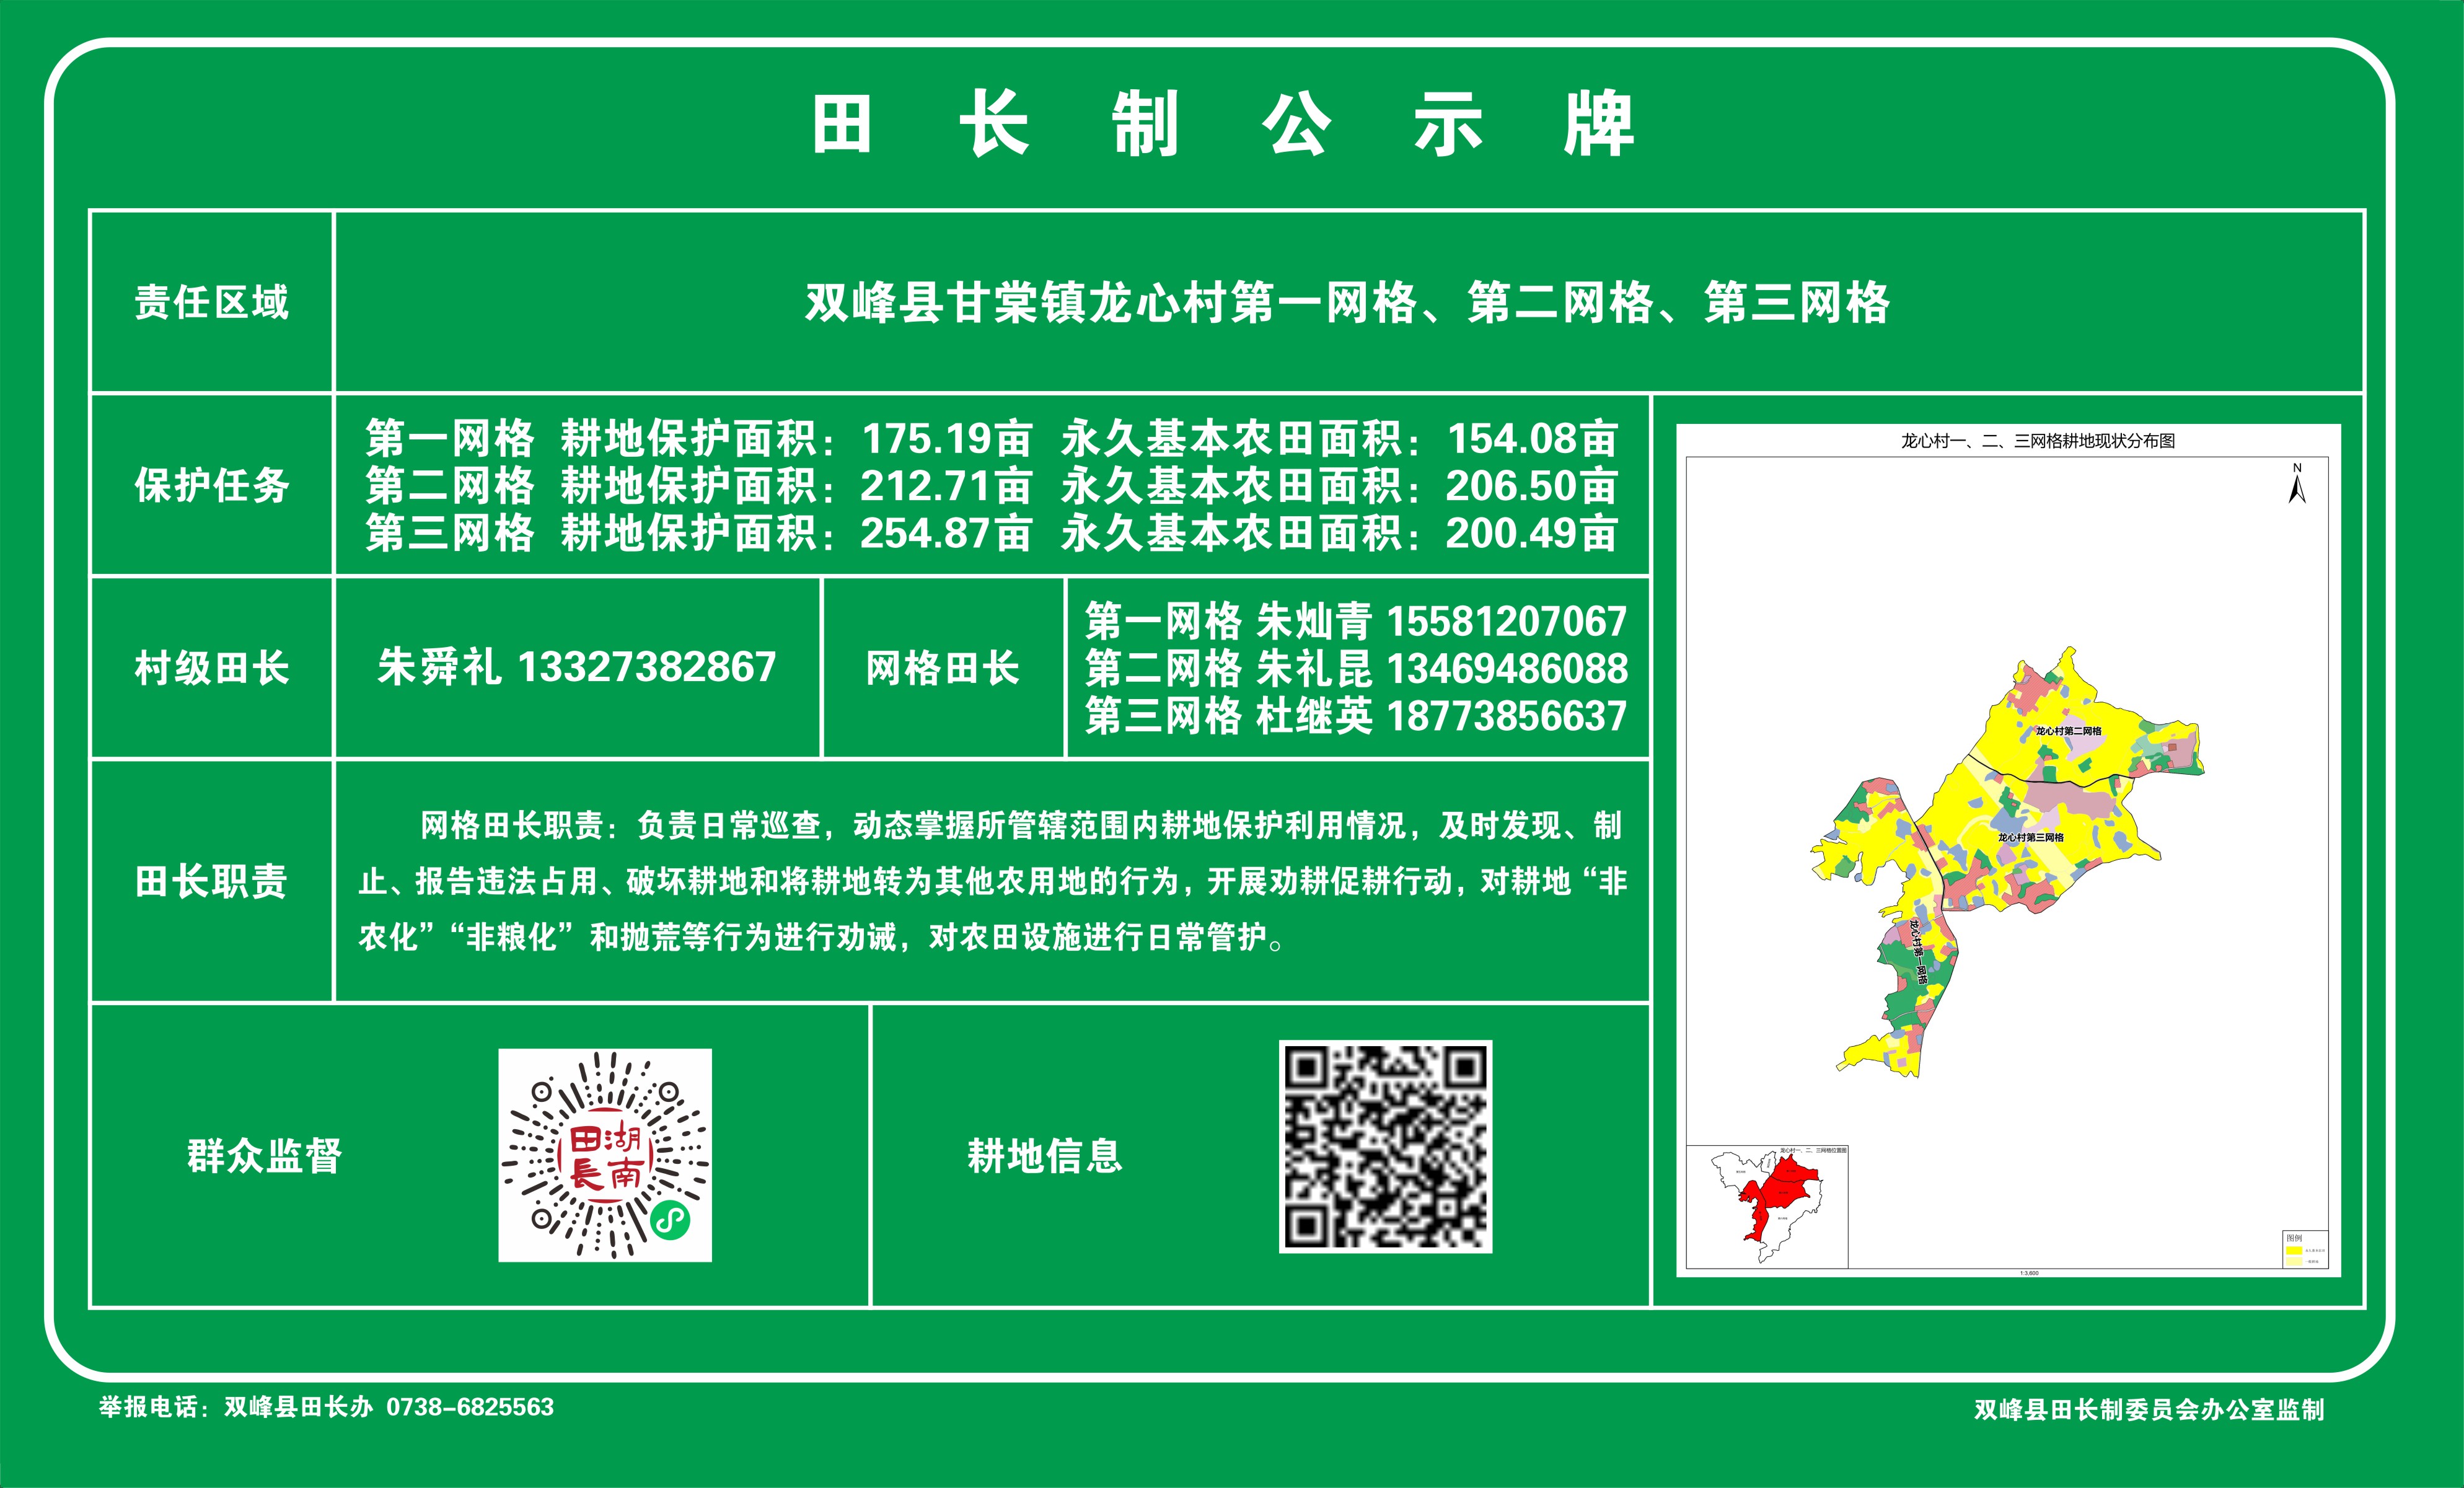 田长制公示牌
责任区域
双峰县甘棠镇龙心村第一网格、第二网格、第三网格
保护任务
第一网格 耕地保护面积：175.19亩 永久基本农田面积：154.08亩
第二网格 耕地保护面积：212.71亩 永久基本农田面积：206.50亩
第三网格 耕地保护面积：254.87亩 永久基本农田面积：200.49亩
村级田长
朱舜礼 13327382867
网格田长
第一网格 朱灿青 15581207067
第二网格 朱礼昆 13469486088
第三网格 杜继英 18773856637
田长职责
网格田长职责：负责日常巡查，动态掌握所管辖范围内耕地保护利用情况，及时发现、制
止、报告违法占用、破坏耕地和将耕地转为其他农用地的行为，开展劝耕促耕行动，对耕地“非
农化”“非粮化”和抛荒等行为进行劝诫，对农田设施进行日常管护。
群众监督
湖南
田長
耕地信息
龙心村一、二、三网格耕地现状分布图
N
龙心村第二网格
龙心村第三网格
龙心村第一网格
龙心村一、二、三网格位置图
图例
1:3,600
举报电话：双峰县田长办 0738-6825563
双峰县田长制委员会办公室监制